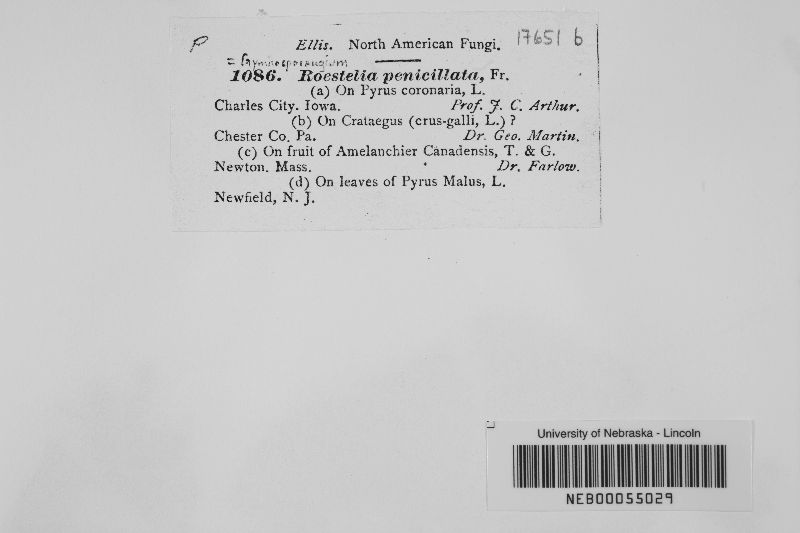 P
Ellis. North American Fungi. 17651 b
= Gymnosporangium
1086. Roestelia penicillata, Fr.
(a) On Pyrus coronaria, L.
Charles City. Iowa. Prof. J. C. Arthur.
(b) On Crataegus (crus-galli, L.) ?
Chester Co. Pa. Dr. Geo. Martin.
(c) On fruit of Amelanchier Canadensis, T. & G.
Newton. Mass. Dr. Farlow.
(d) On leaves of Pyrus Malus, L.
Newfield, N. J.
University of Nebraska - Lincoln
NEB00055029